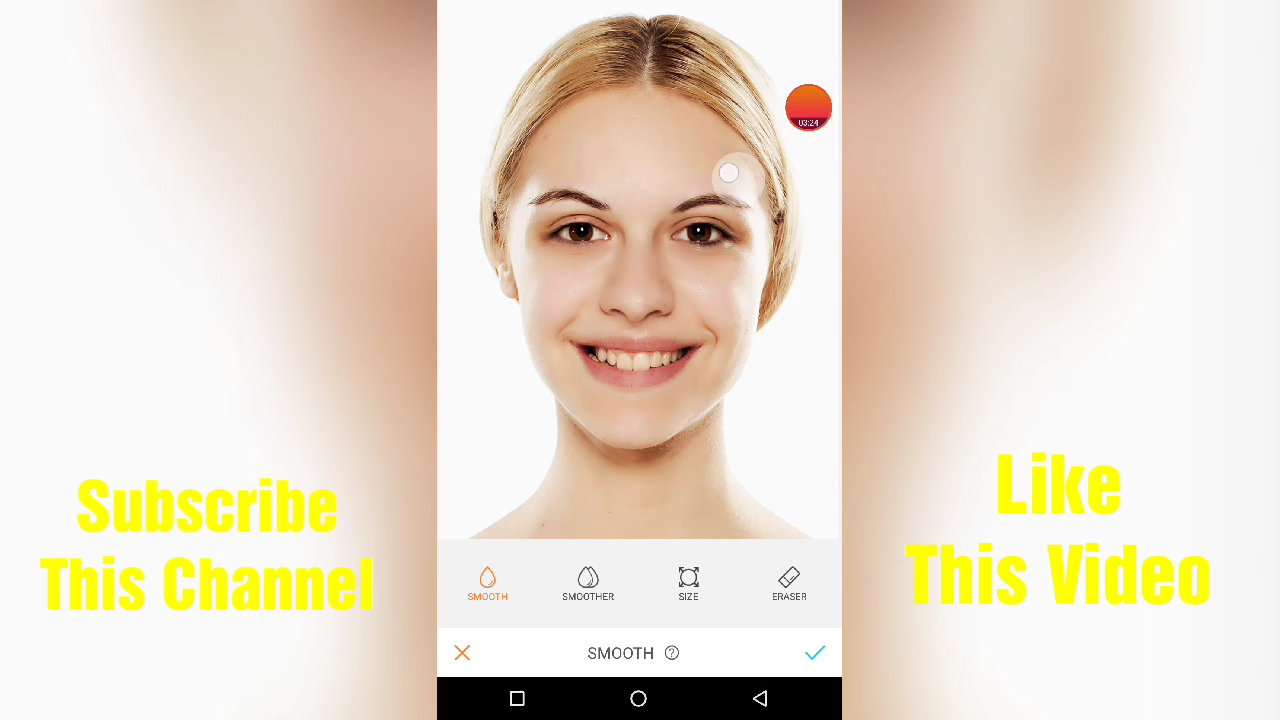 03:24
Subscribe
This Channel
Like
This Video
SMOOTH
SMOOTHER
SIZE
ERASER
SMOOTH ?